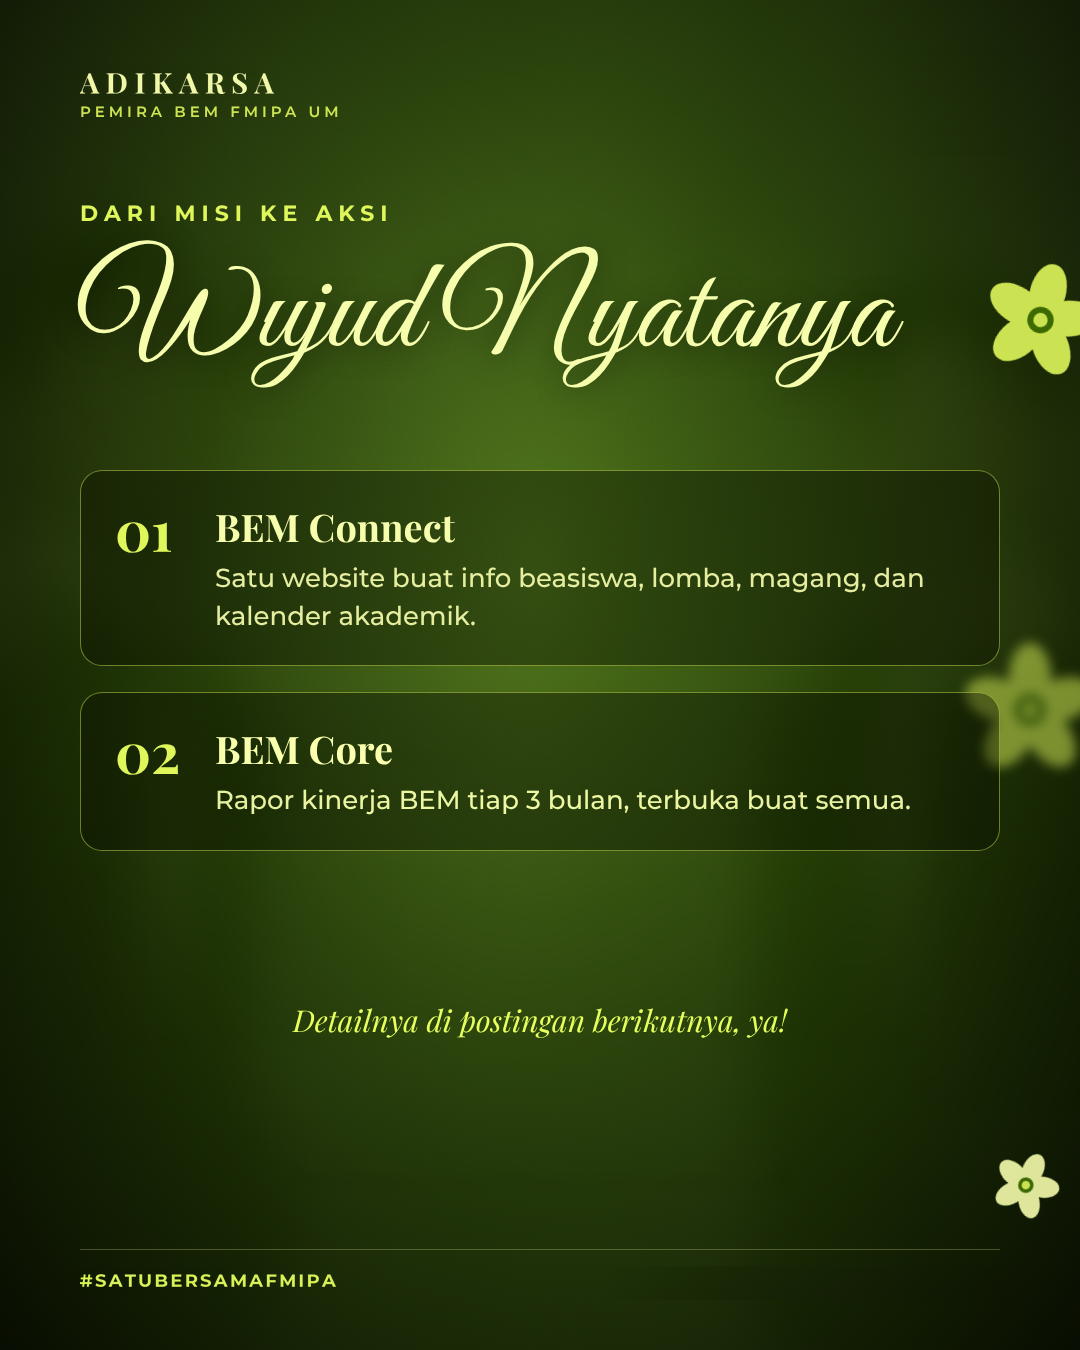 ADIKARSA
PEMIRA BEM FMIPA UM
DARI MISI KE AKSI
Wujud Nyatanya
01
BEM Connect
Satu website buat info beasiswa, lomba, magang, dan
kalender akademik.
02
BEM Core
Rapor kinerja BEM tiap 3 bulan, terbuka buat semua.
Detailnya di postingan berikutnya, ya!
#SATUBERSAMAFMIPA